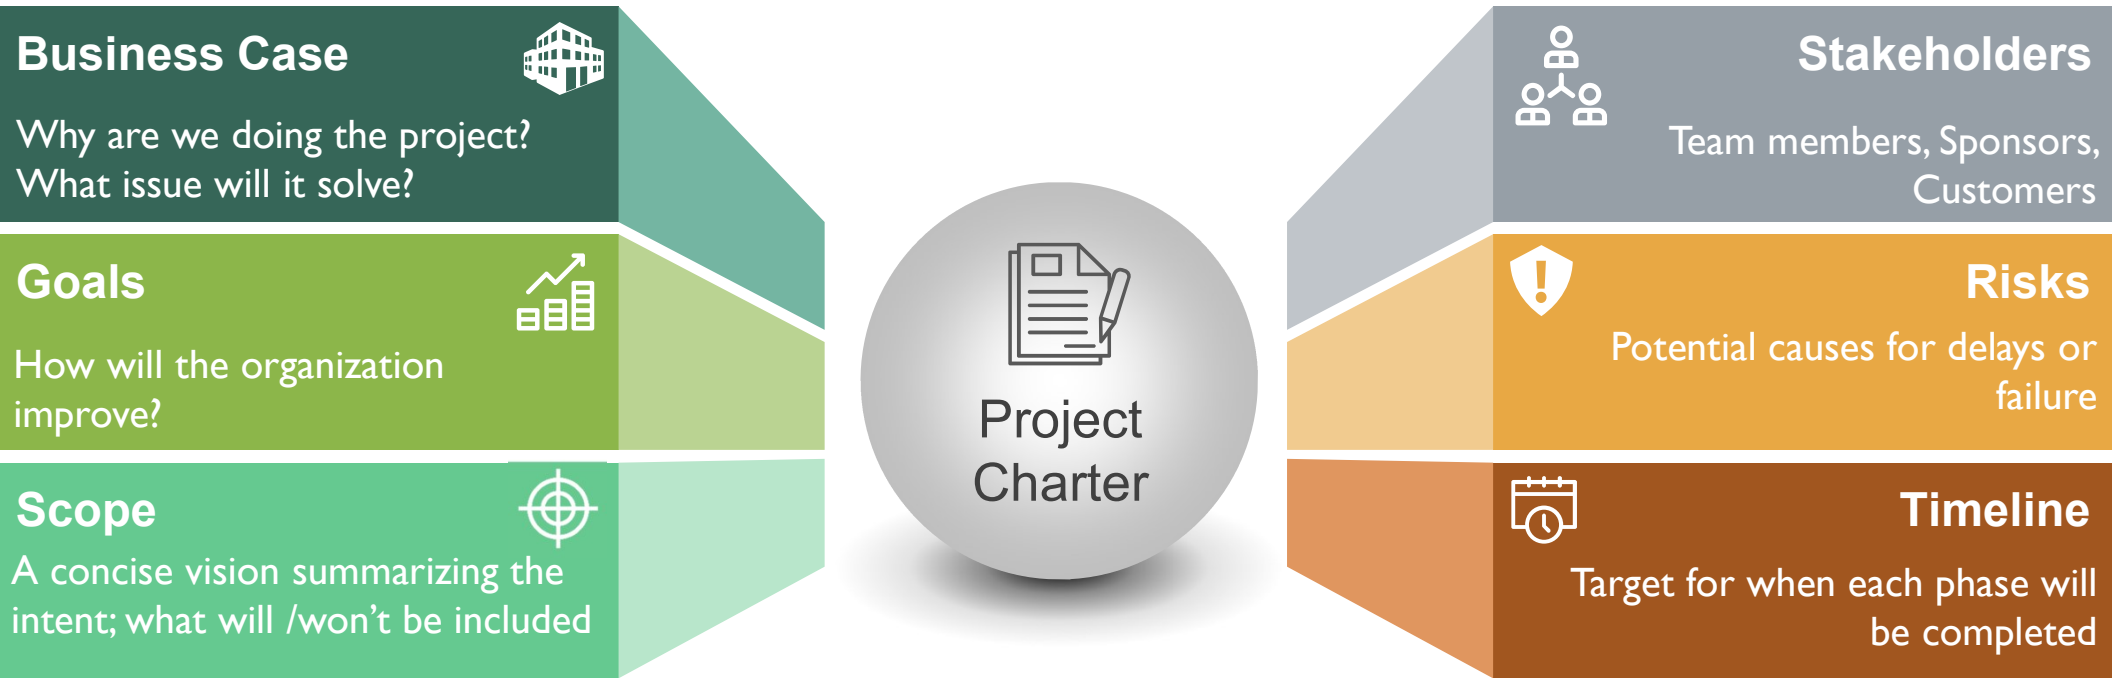 Business Case
Why are we doing the project?
What issue will it solve?
Goals
How will the organization
improve?
Scope
A concise vision summarizing the
intent; what will /won't be included
Project
Charter
Stakeholders
Team members, Sponsors,
Customers
Risks
Potential causes for delays or
failure
Timeline
Target for when each phase will
be completed